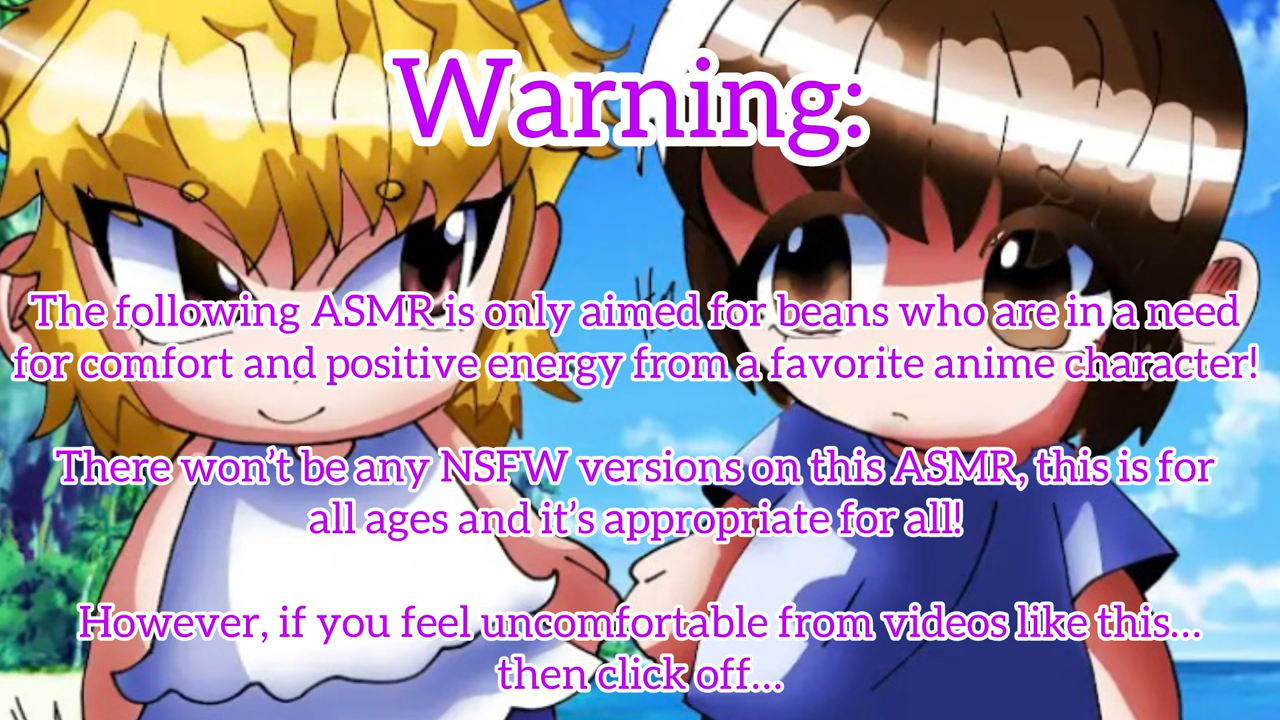 Warning:
The following ASMR is only aimed for beans who are in a need
for comfort and positive energy from a favorite anime character!
There won't be any NSFW versions on this ASMR, this is for
all ages and it's appropriate for all!
However, if you feel uncomfortable from videos like this...
then click off...